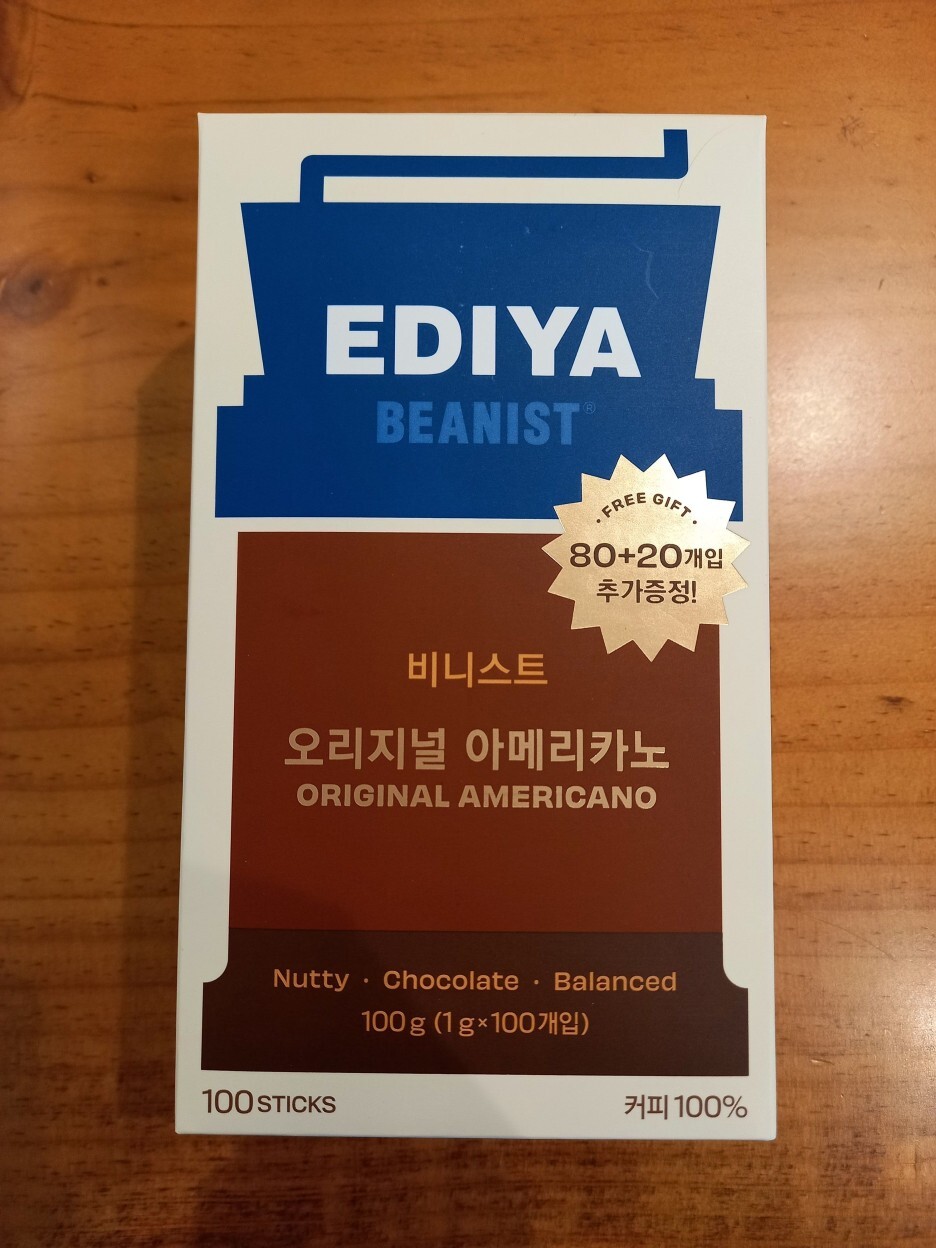 EDIYA
BEANIST®
· FREE GIFT ·
80+20개입
추가증정!
비니스트
오리지널 아메리카노
ORIGINAL AMERICANO
Nutty · Chocolate · Balanced
100g (1g×100개입)
100 STICKS
커피 100%